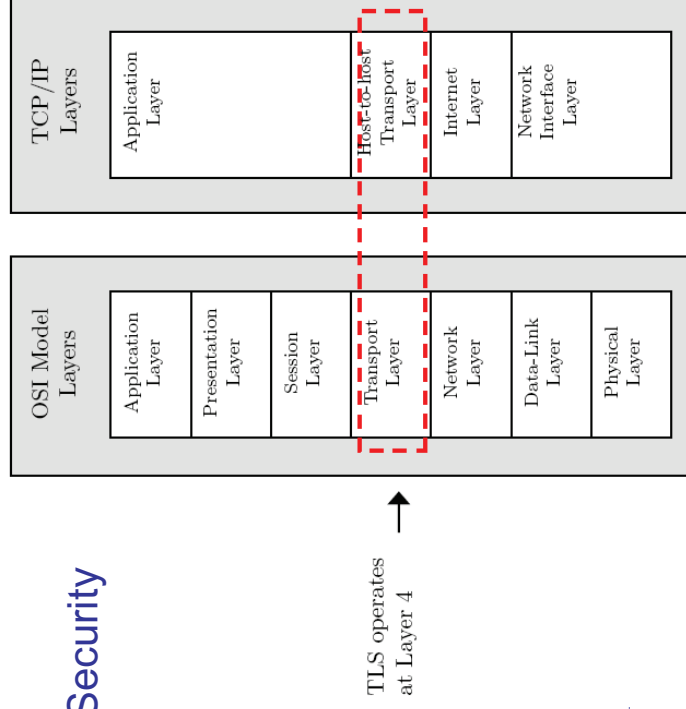 Security
TLS operates
at Layer 4
OSI Model
Layers
Application
Layer
Presentation
Layer
Session
Layer
Transport
Layer
Network
Layer
Data-Link
Layer
Physical
Layer
TCP/IP
Layers
Application
Layer
Host-to-host
Transport
Layer
Internet
Layer
Network
Interface
Layer